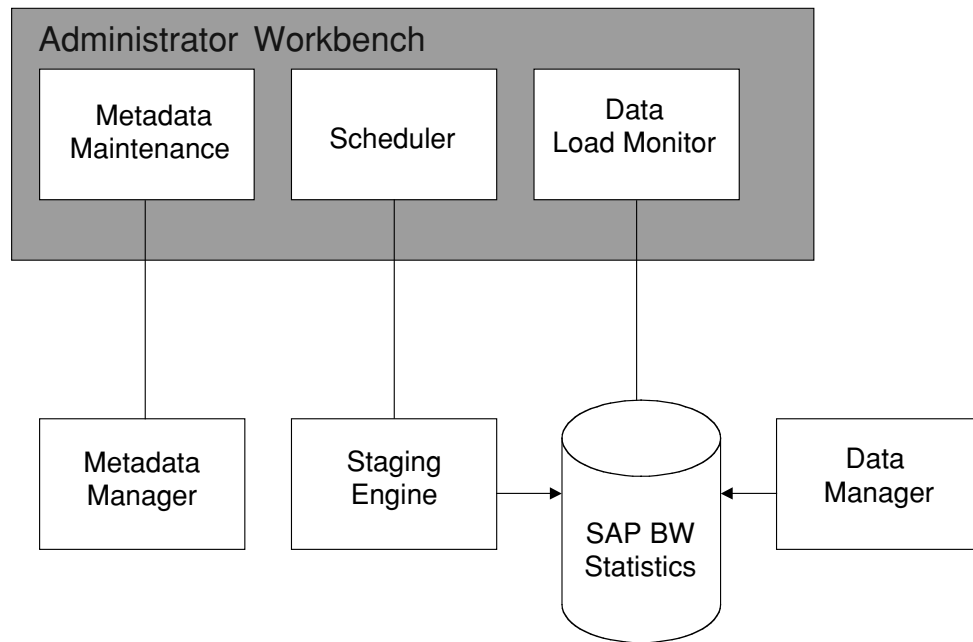 Administrator Workbench
Metadata
Maintenance
Scheduler
Data
Load Monitor
Metadata
Manager
Staging
Engine
SAP BW
Statistics
Data
Manager